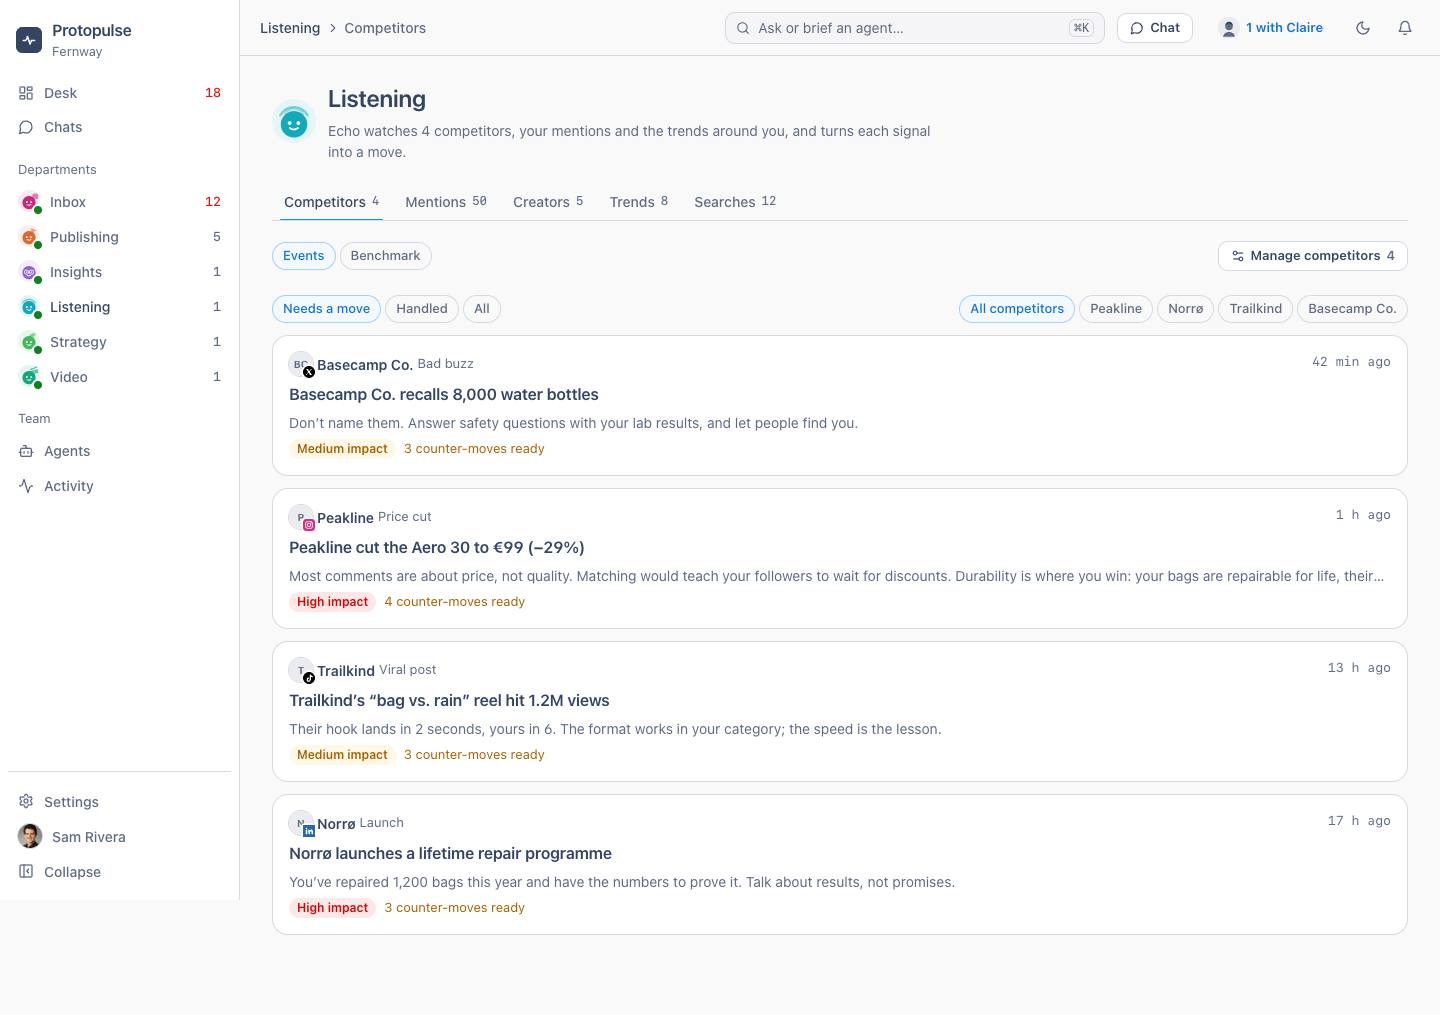 Protopulse
Fernway
Desk 18
Chats
Departments
Inbox 12
Publishing 5
Insights 1
Listening 1
Strategy 1
Video 1
Team
Agents
Activity
Settings
Sam Rivera
Collapse
Listening > Competitors
Ask or brief an agent… ⌘K
Chat
1 with Claire
Listening
Echo watches 4 competitors, your mentions and the trends around you, and turns each signal
into a move.
Competitors 4 Mentions 50 Creators 5 Trends 8 Searches 12
Events Benchmark
Manage competitors 4
Needs a move Handled All
All competitors Peakline Norrø Trailkind Basecamp Co.
BC Basecamp Co. Bad buzz 42 min ago
Basecamp Co. recalls 8,000 water bottles
Don’t name them. Answer safety questions with your lab results, and let people find you.
Medium impact 3 counter-moves ready
P Peakline Price cut 1 h ago
Peakline cut the Aero 30 to €99 (−29%)
Most comments are about price, not quality. Matching would teach your followers to wait for discounts. Durability is where you win: your bags are repairable for life, their…
High impact 4 counter-moves ready
T Trailkind Viral post 13 h ago
Trailkind’s “bag vs. rain” reel hit 1.2M views
Their hook lands in 2 seconds, yours in 6. The format works in your category; the speed is the lesson.
Medium impact 3 counter-moves ready
N Norrø Launch 17 h ago
Norrø launches a lifetime repair programme
You’ve repaired 1,200 bags this year and have the numbers to prove it. Talk about results, not promises.
High impact 3 counter-moves ready